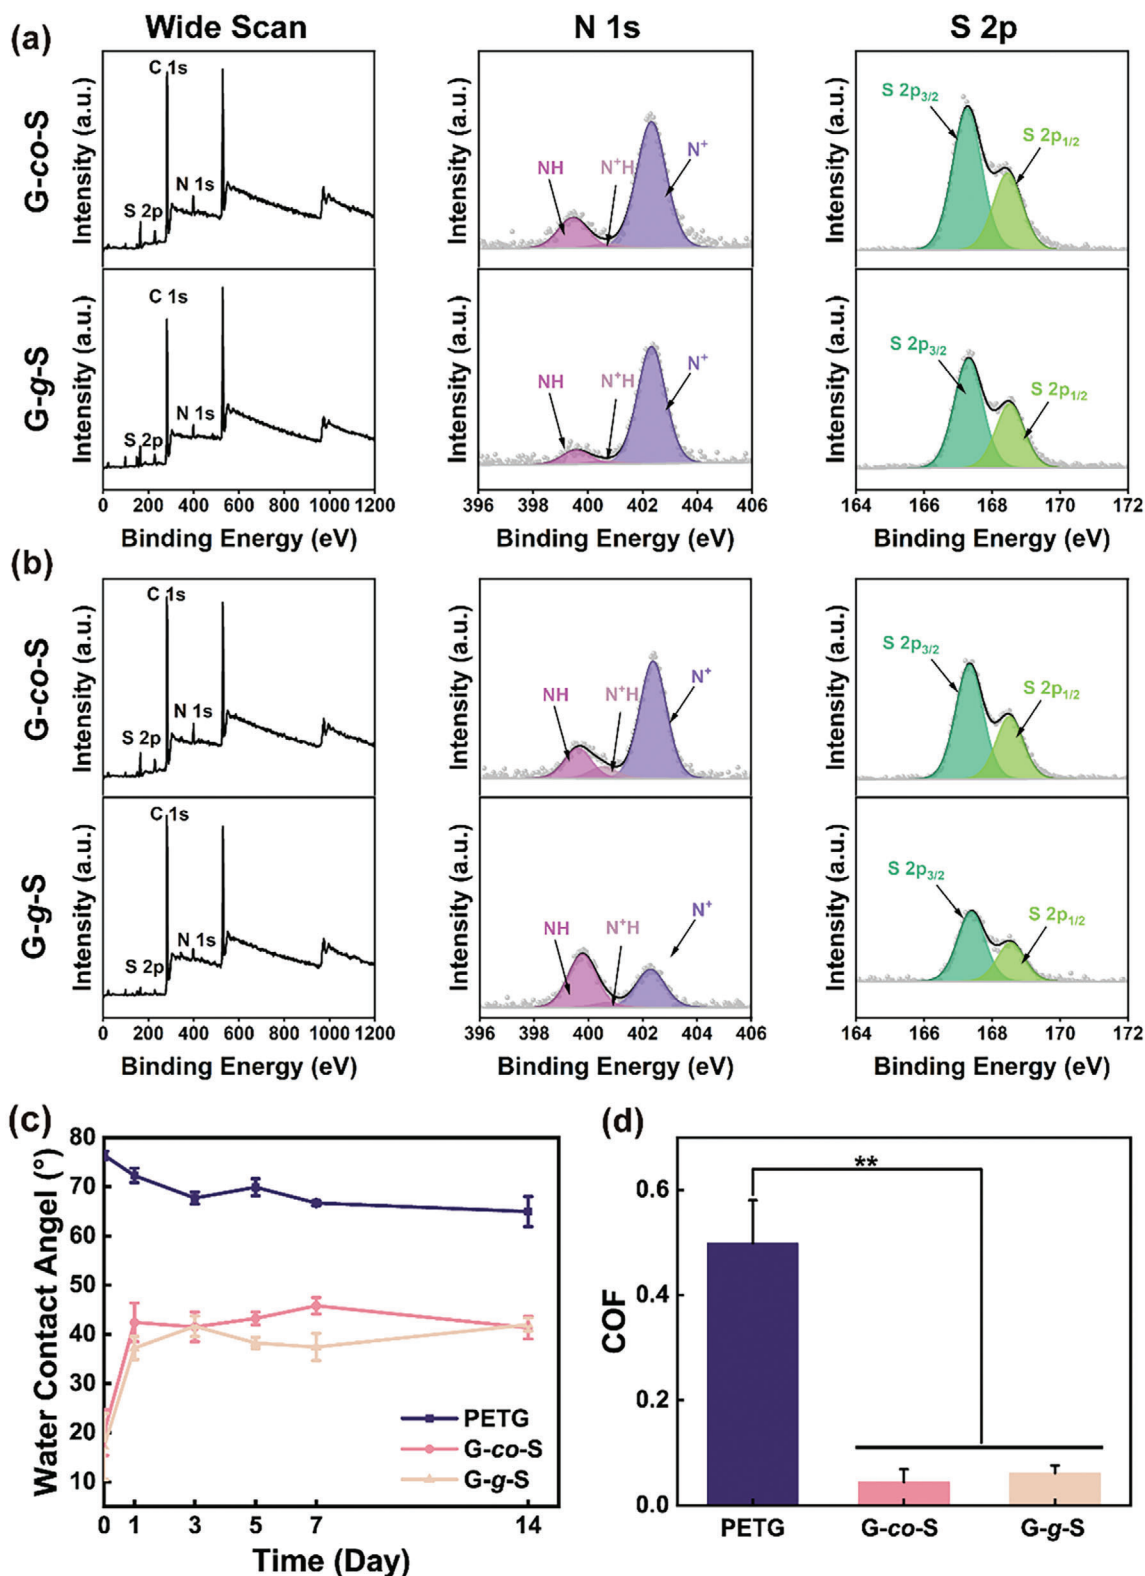 (a)
Wide Scan
N 1s
S 2p
G-co-S
Intensity (a.u.)
C 1s
N 1s
S 2p
Intensity (a.u.)
NH
N⁺H
N⁺
Intensity (a.u.)
S 2p₃/₂
S 2p₁/₂
G-g-S
Intensity (a.u.)
C 1s
N 1s
S 2p
0 200 400 600 800 1000 1200
Binding Energy (eV)
Intensity (a.u.)
NH
N⁺H
N⁺
396 398 400 402 404 406
Binding Energy (eV)
Intensity (a.u.)
S 2p₃/₂
S 2p₁/₂
164 166 168 170 172
Binding Energy (eV)
(b)
G-co-S
Intensity (a.u.)
C 1s
N 1s
S 2p
Intensity (a.u.)
NH
N⁺H
N⁺
Intensity (a.u.)
S 2p₃/₂
S 2p₁/₂
G-g-S
Intensity (a.u.)
C 1s
N 1s
S 2p
0 200 400 600 800 1000 1200
Binding Energy (eV)
Intensity (a.u.)
NH
N⁺H
N⁺
396 398 400 402 404 406
Binding Energy (eV)
Intensity (a.u.)
S 2p₃/₂
S 2p₁/₂
164 166 168 170 172
Binding Energy (eV)
(c)
Water Contact Angel (°)
80
70
60
50
40
30
20
10
PETG
G-co-S
G-g-S
0 1 3 5 7 14
Time (Day)
(d)
COF
0.6
0.4
0.2
0.0
**
PETG G-co-S G-g-S